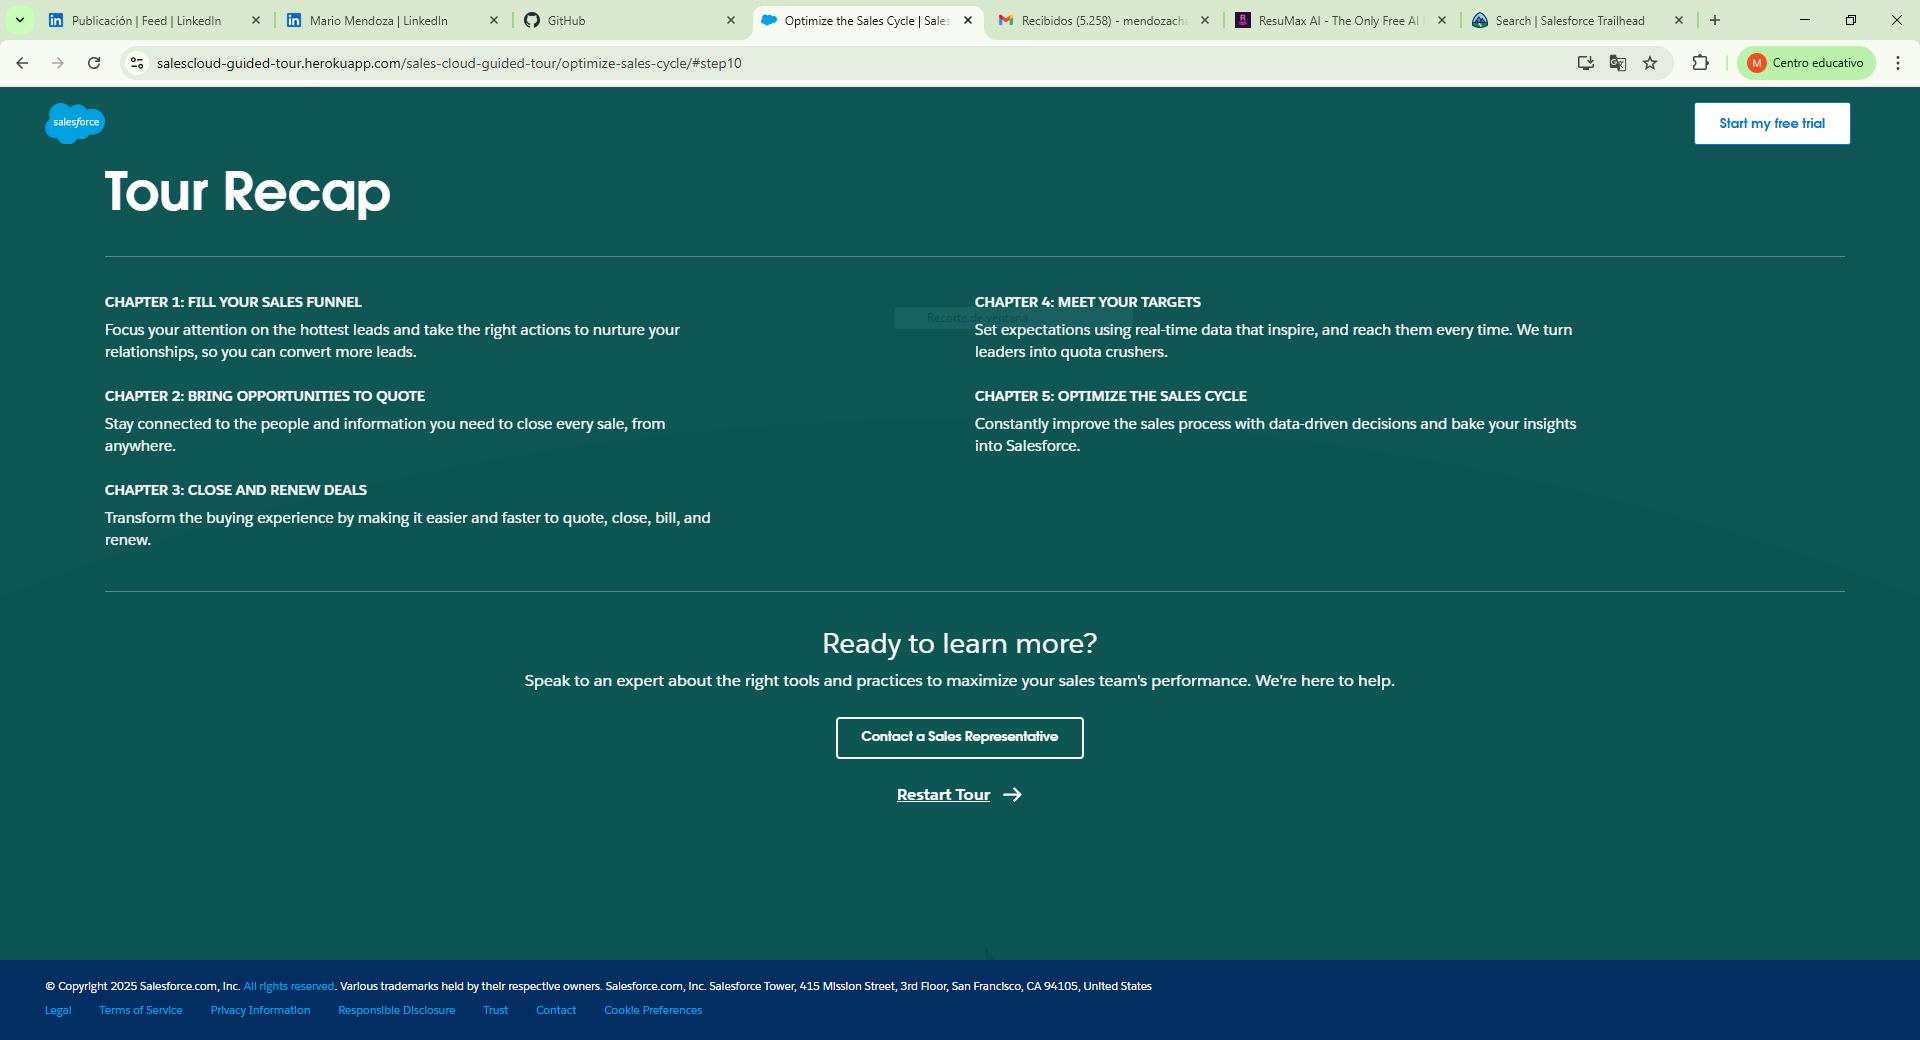 Publicación | Feed | LinkedIn
Mario Mendoza | LinkedIn
GitHub
Optimize the Sales Cycle | Sales
Recibidos (5.258) - mendozach
ResuMax AI - The Only Free AI
Search | Salesforce Trailhead
salescloud-guided-tour.herokuapp.com/sales-cloud-guided-tour/optimize-sales-cycle/#step10
M
Centro educativo
salesforce
Start my free trial
Tour Recap
CHAPTER 1: FILL YOUR SALES FUNNEL
Focus your attention on the hottest leads and take the right actions to nurture your
relationships, so you can convert more leads.
CHAPTER 2: BRING OPPORTUNITIES TO QUOTE
Stay connected to the people and information you need to close every sale, from
anywhere.
CHAPTER 3: CLOSE AND RENEW DEALS
Transform the buying experience by making it easier and faster to quote, close, bill, and
renew.
Recorte de ventana
CHAPTER 4: MEET YOUR TARGETS
Set expectations using real-time data that inspire, and reach them every time. We turn
leaders into quota crushers.
CHAPTER 5: OPTIMIZE THE SALES CYCLE
Constantly improve the sales process with data-driven decisions and bake your insights
into Salesforce.
Ready to learn more?
Speak to an expert about the right tools and practices to maximize your sales team's performance. We're here to help.
Contact a Sales Representative
Restart Tour
© Copyright 2025 Salesforce.com, Inc. All rights reserved. Various trademarks held by their respective owners. Salesforce.com, Inc. Salesforce Tower, 415 Mission Street, 3rd Floor, San Francisco, CA 94105, United States
Legal Terms of Service Privacy Information Responsible Disclosure Trust Contact Cookie Preferences